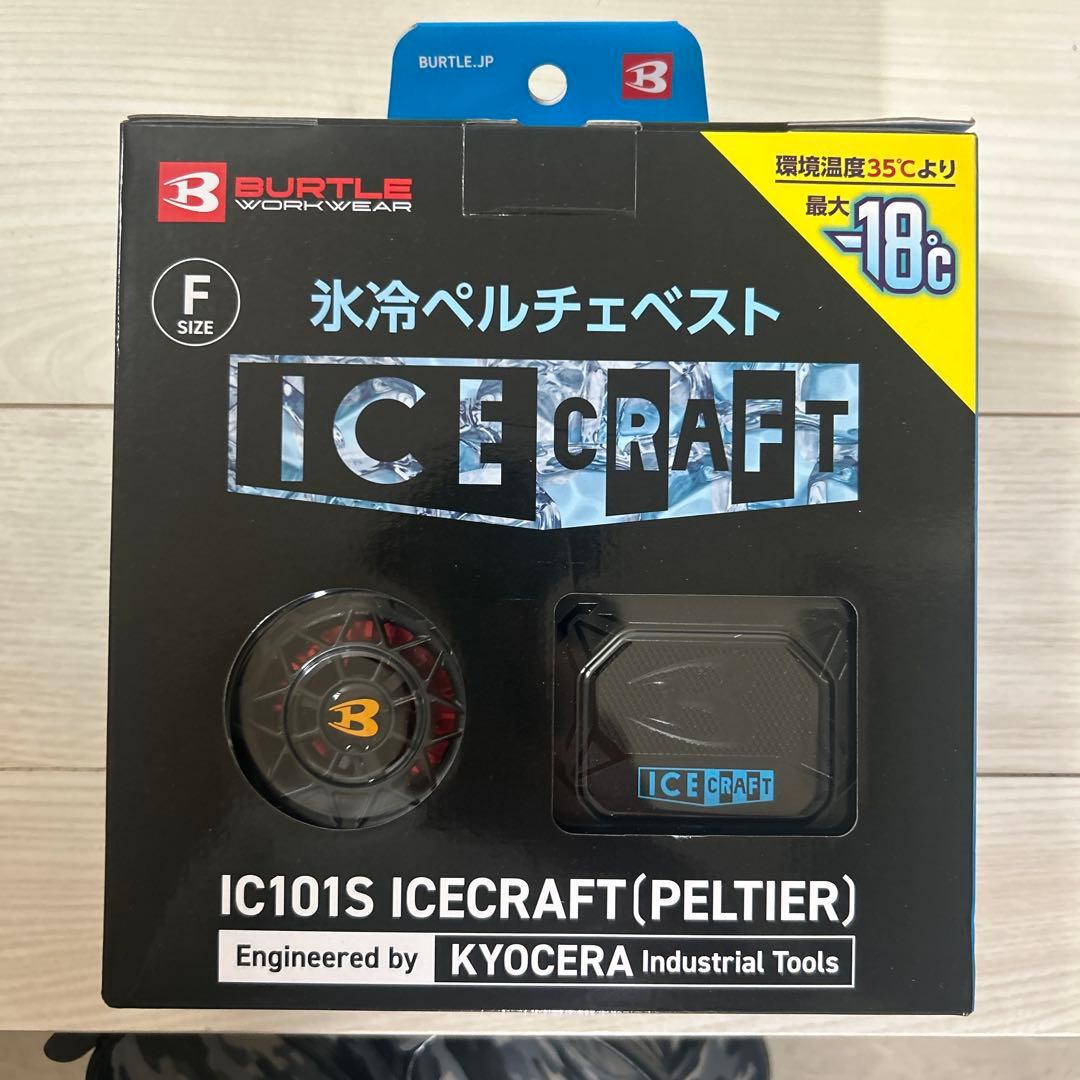 BURTLE.JP
B
B BURTLE
WORKWEAR
環境温度35℃より
最大
-18℃
F
SIZE
氷冷ペルチェベスト
ICE CRAFT
B
ICE CRAFT
IC101S ICECRAFT(PELTIER)
Engineered by KYOCERA Industrial Tools